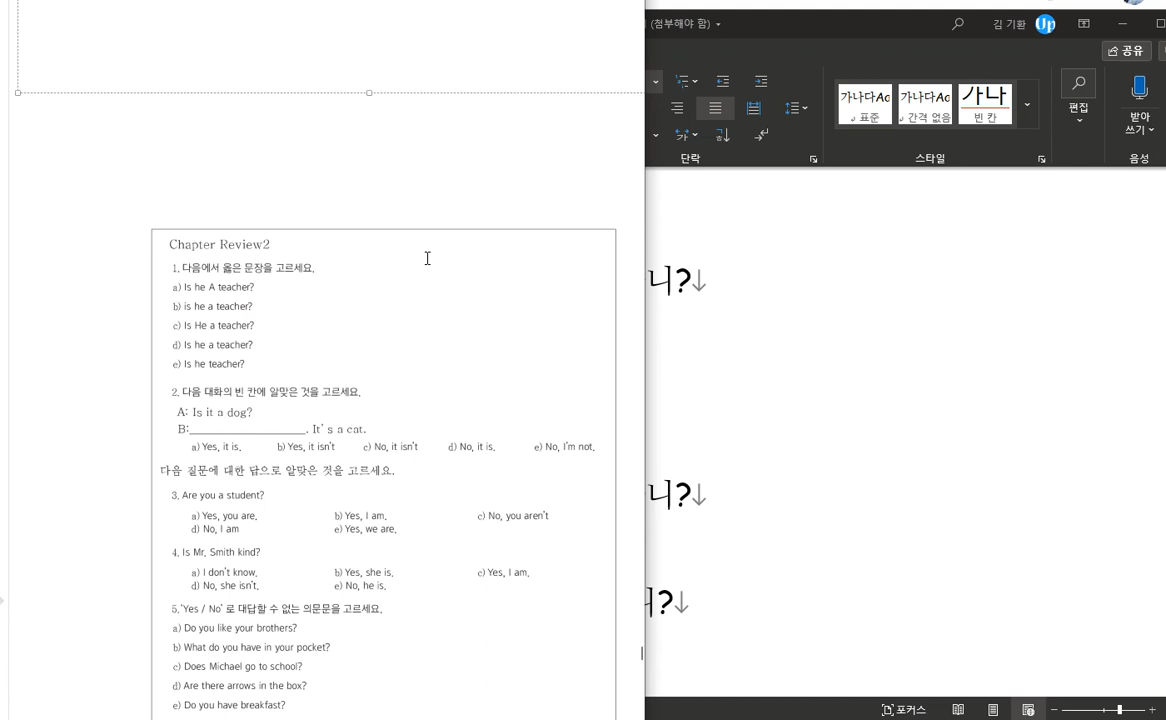 (첨부해야 함)
김 기환
공유
가나다Aa
표준
가나다Aa
간격 없음
가나
빈 칸
편집
받아
쓰기
단락
스타일
음성
Chapter Review2
1. 다음에서 옳은 문장을 고르세요.
a) Is he A teacher?
b) is he a teacher?
c) Is He a teacher?
d) Is he a teacher?
e) Is he teacher?
2. 다음 대화의 빈 칸에 알맞은 것을 고르세요.
A: Is it a dog?
B:____________________. It's a cat.
a) Yes, it is. b) Yes, it isn't c) No, it isn't d) No, it is. e) No, I'm not.
다음 질문에 대한 답으로 알맞은 것을 고르세요.
3. Are you a student?
a) Yes, you are. b) Yes, I am. c) No, you aren't
d) No, I am e) Yes, we are.
4. Is Mr. Smith kind?
a) I don't know. b) Yes, she is. c) Yes, I am.
d) No, she isn't. e) No, he is.
5.'Yes / No' 로 대답할 수 없는 의문문을 고르세요.
a) Do you like your brothers?
b) What do you have in your pocket?
c) Does Michael go to school?
d) Are there arrows in the box?
e) Do you have breakfast?
니?↓
니?↓
?↓
포커스